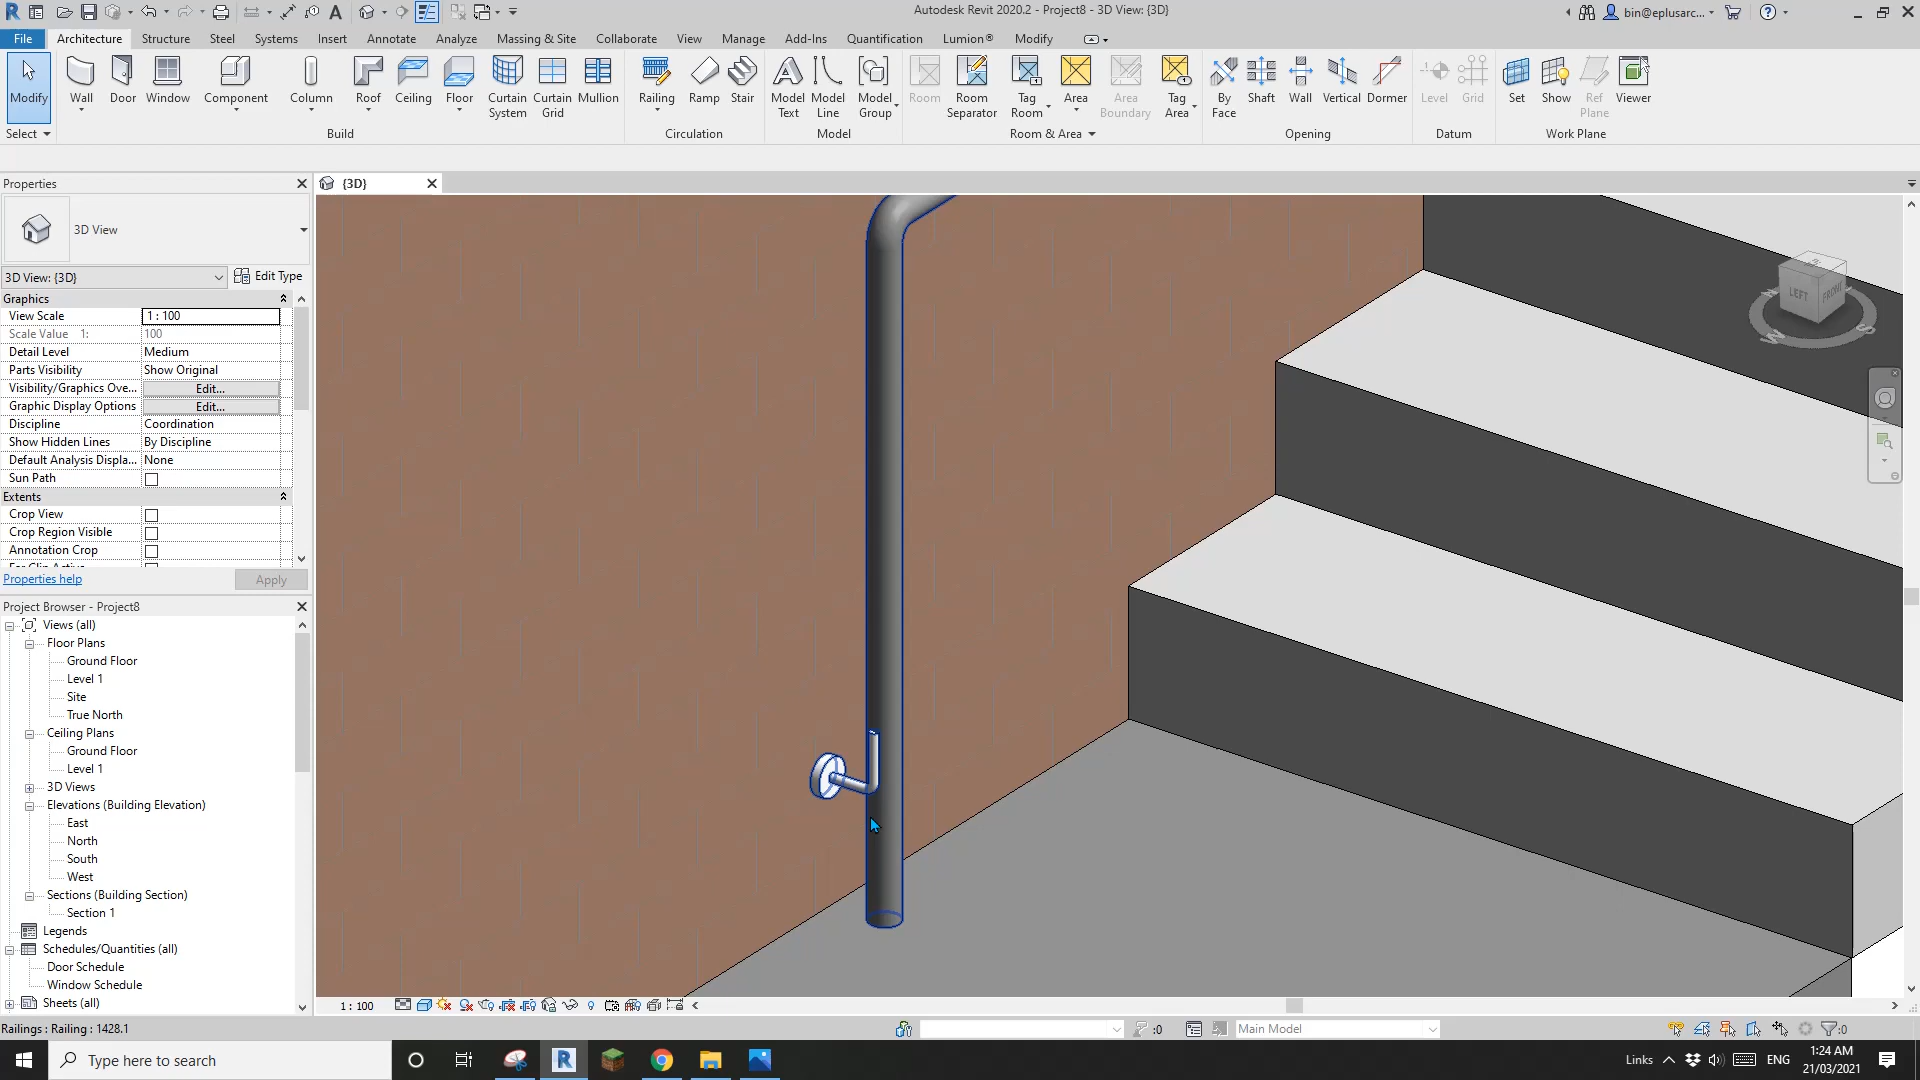 Autodesk Revit 2020.2 - Project8 - 3D View: {3D}
bin@eplusarc...
File Architecture Structure Steel Systems Insert Annotate Analyze Massing & Site Collaborate View Manage Add-Ins Quantification Lumion® Modify
Modify Wall Door Window Component Column Roof Ceiling Floor Curtain System Curtain Grid Mullion Railing Ramp Stair Model Text Model Line Model Group Room Room Separator Tag Room Area Area Boundary Tag Area By Face Shaft Wall Vertical Dormer Level Grid Set Show Ref Plane Viewer
Select Build Circulation Model Room & Area Opening Datum Work Plane
Properties
{3D}
3D View
3D View: {3D} Edit Type
Graphics
View Scale 1 : 100
Scale Value 1: 100
Detail Level Medium
Parts Visibility Show Original
Visibility/Graphics Ove... Edit...
Graphic Display Options Edit...
Discipline Coordination
Show Hidden Lines By Discipline
Default Analysis Displa... None
Sun Path
Extents
Crop View
Crop Region Visible
Annotation Crop
Properties help Apply
Project Browser - Project8
Views (all)
Floor Plans
Ground Floor
Level 1
Site
True North
Ceiling Plans
Ground Floor
Level 1
3D Views
Elevations (Building Elevation)
East
North
South
West
Sections (Building Section)
Section 1
Legends
Schedules/Quantities (all)
Door Schedule
Window Schedule
Sheets (all)
LEFT FRONT
W S
1 : 100
Railings : Railing : 1428.1
:0
Main Model
:0
Type here to search
Links
ENG
1:24 AM
21/03/2021